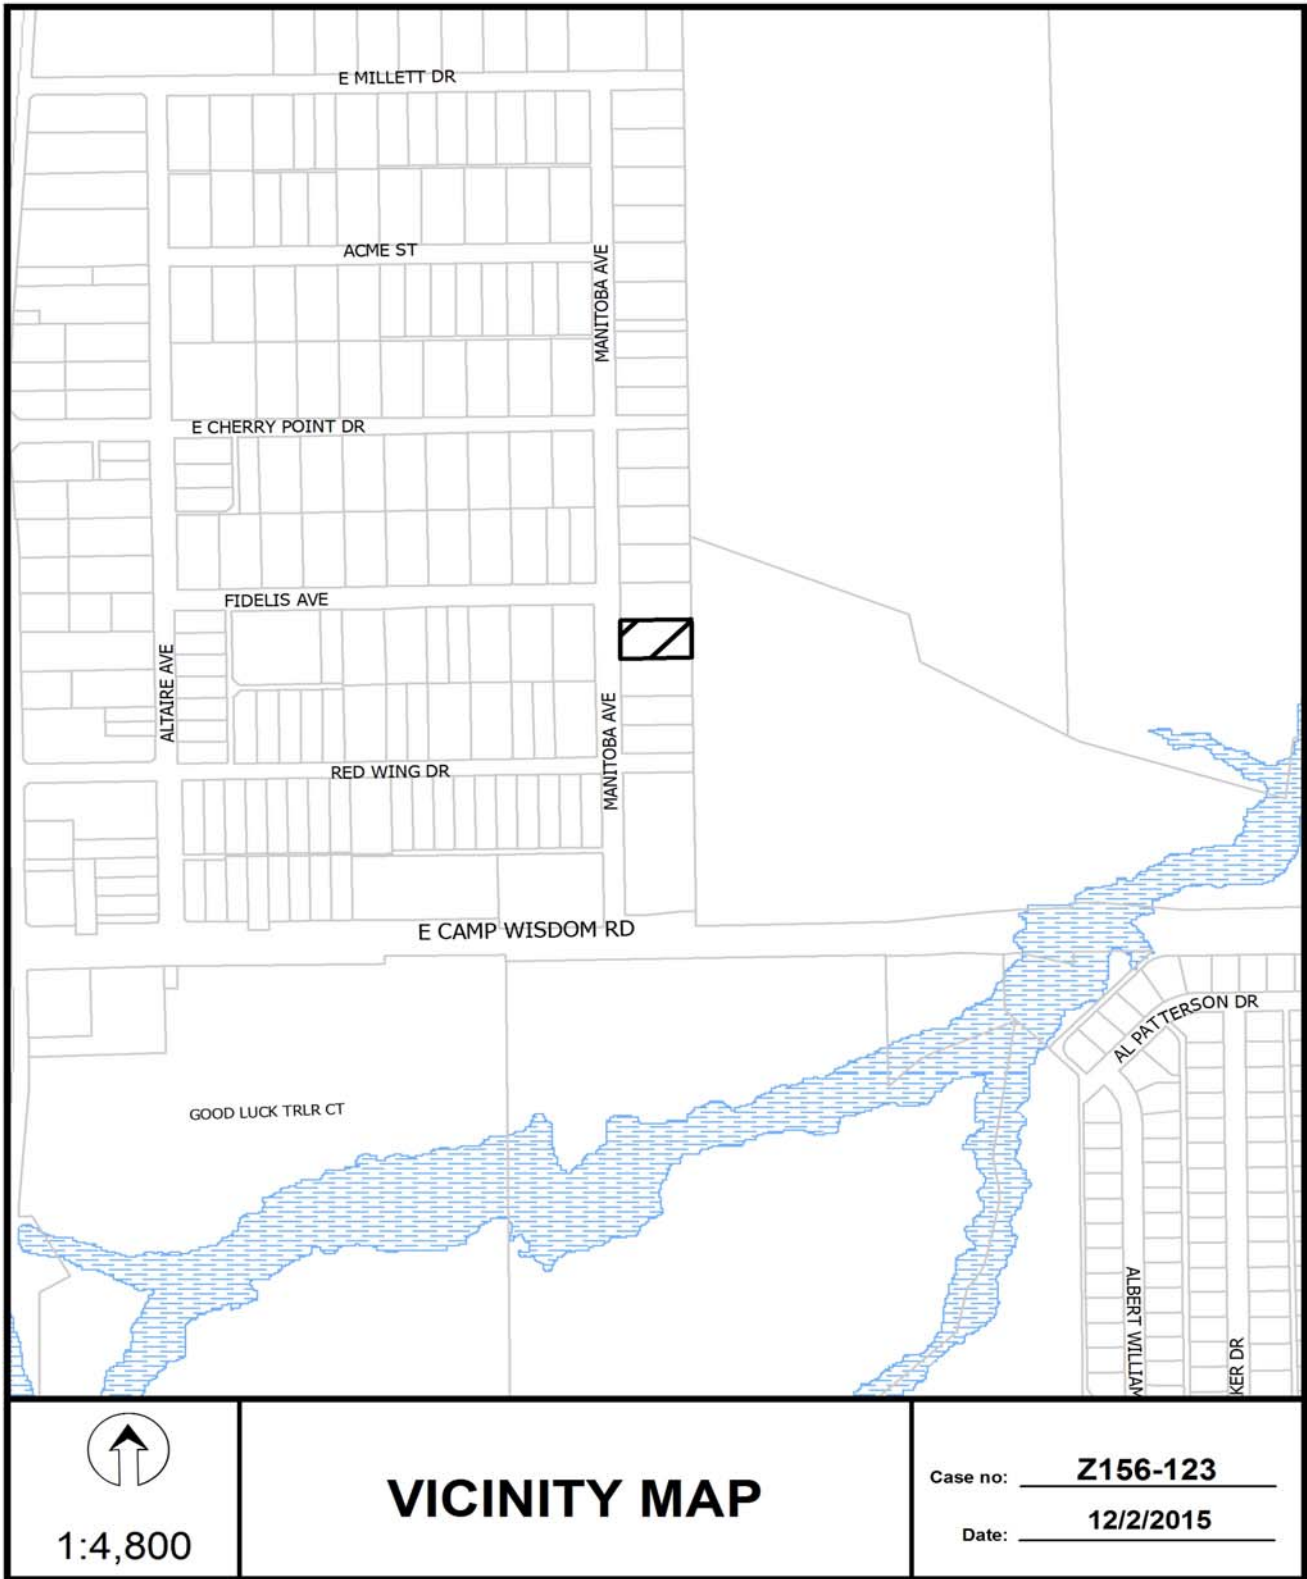 E MILLETT DR
ACME ST
MANITOBA AVE
E CHERRY POINT DR
FIDELIS AVE
ALTAIRE AVE
MANITOBA AVE
RED WING DR
E CAMP WISDOM RD
AL PATTERSON DR
GOOD LUCK TRLR CT
ALBERT WILLIAM
KER DR
1:4,800
VICINITY MAP
Case no: Z156-123
Date: 12/2/2015